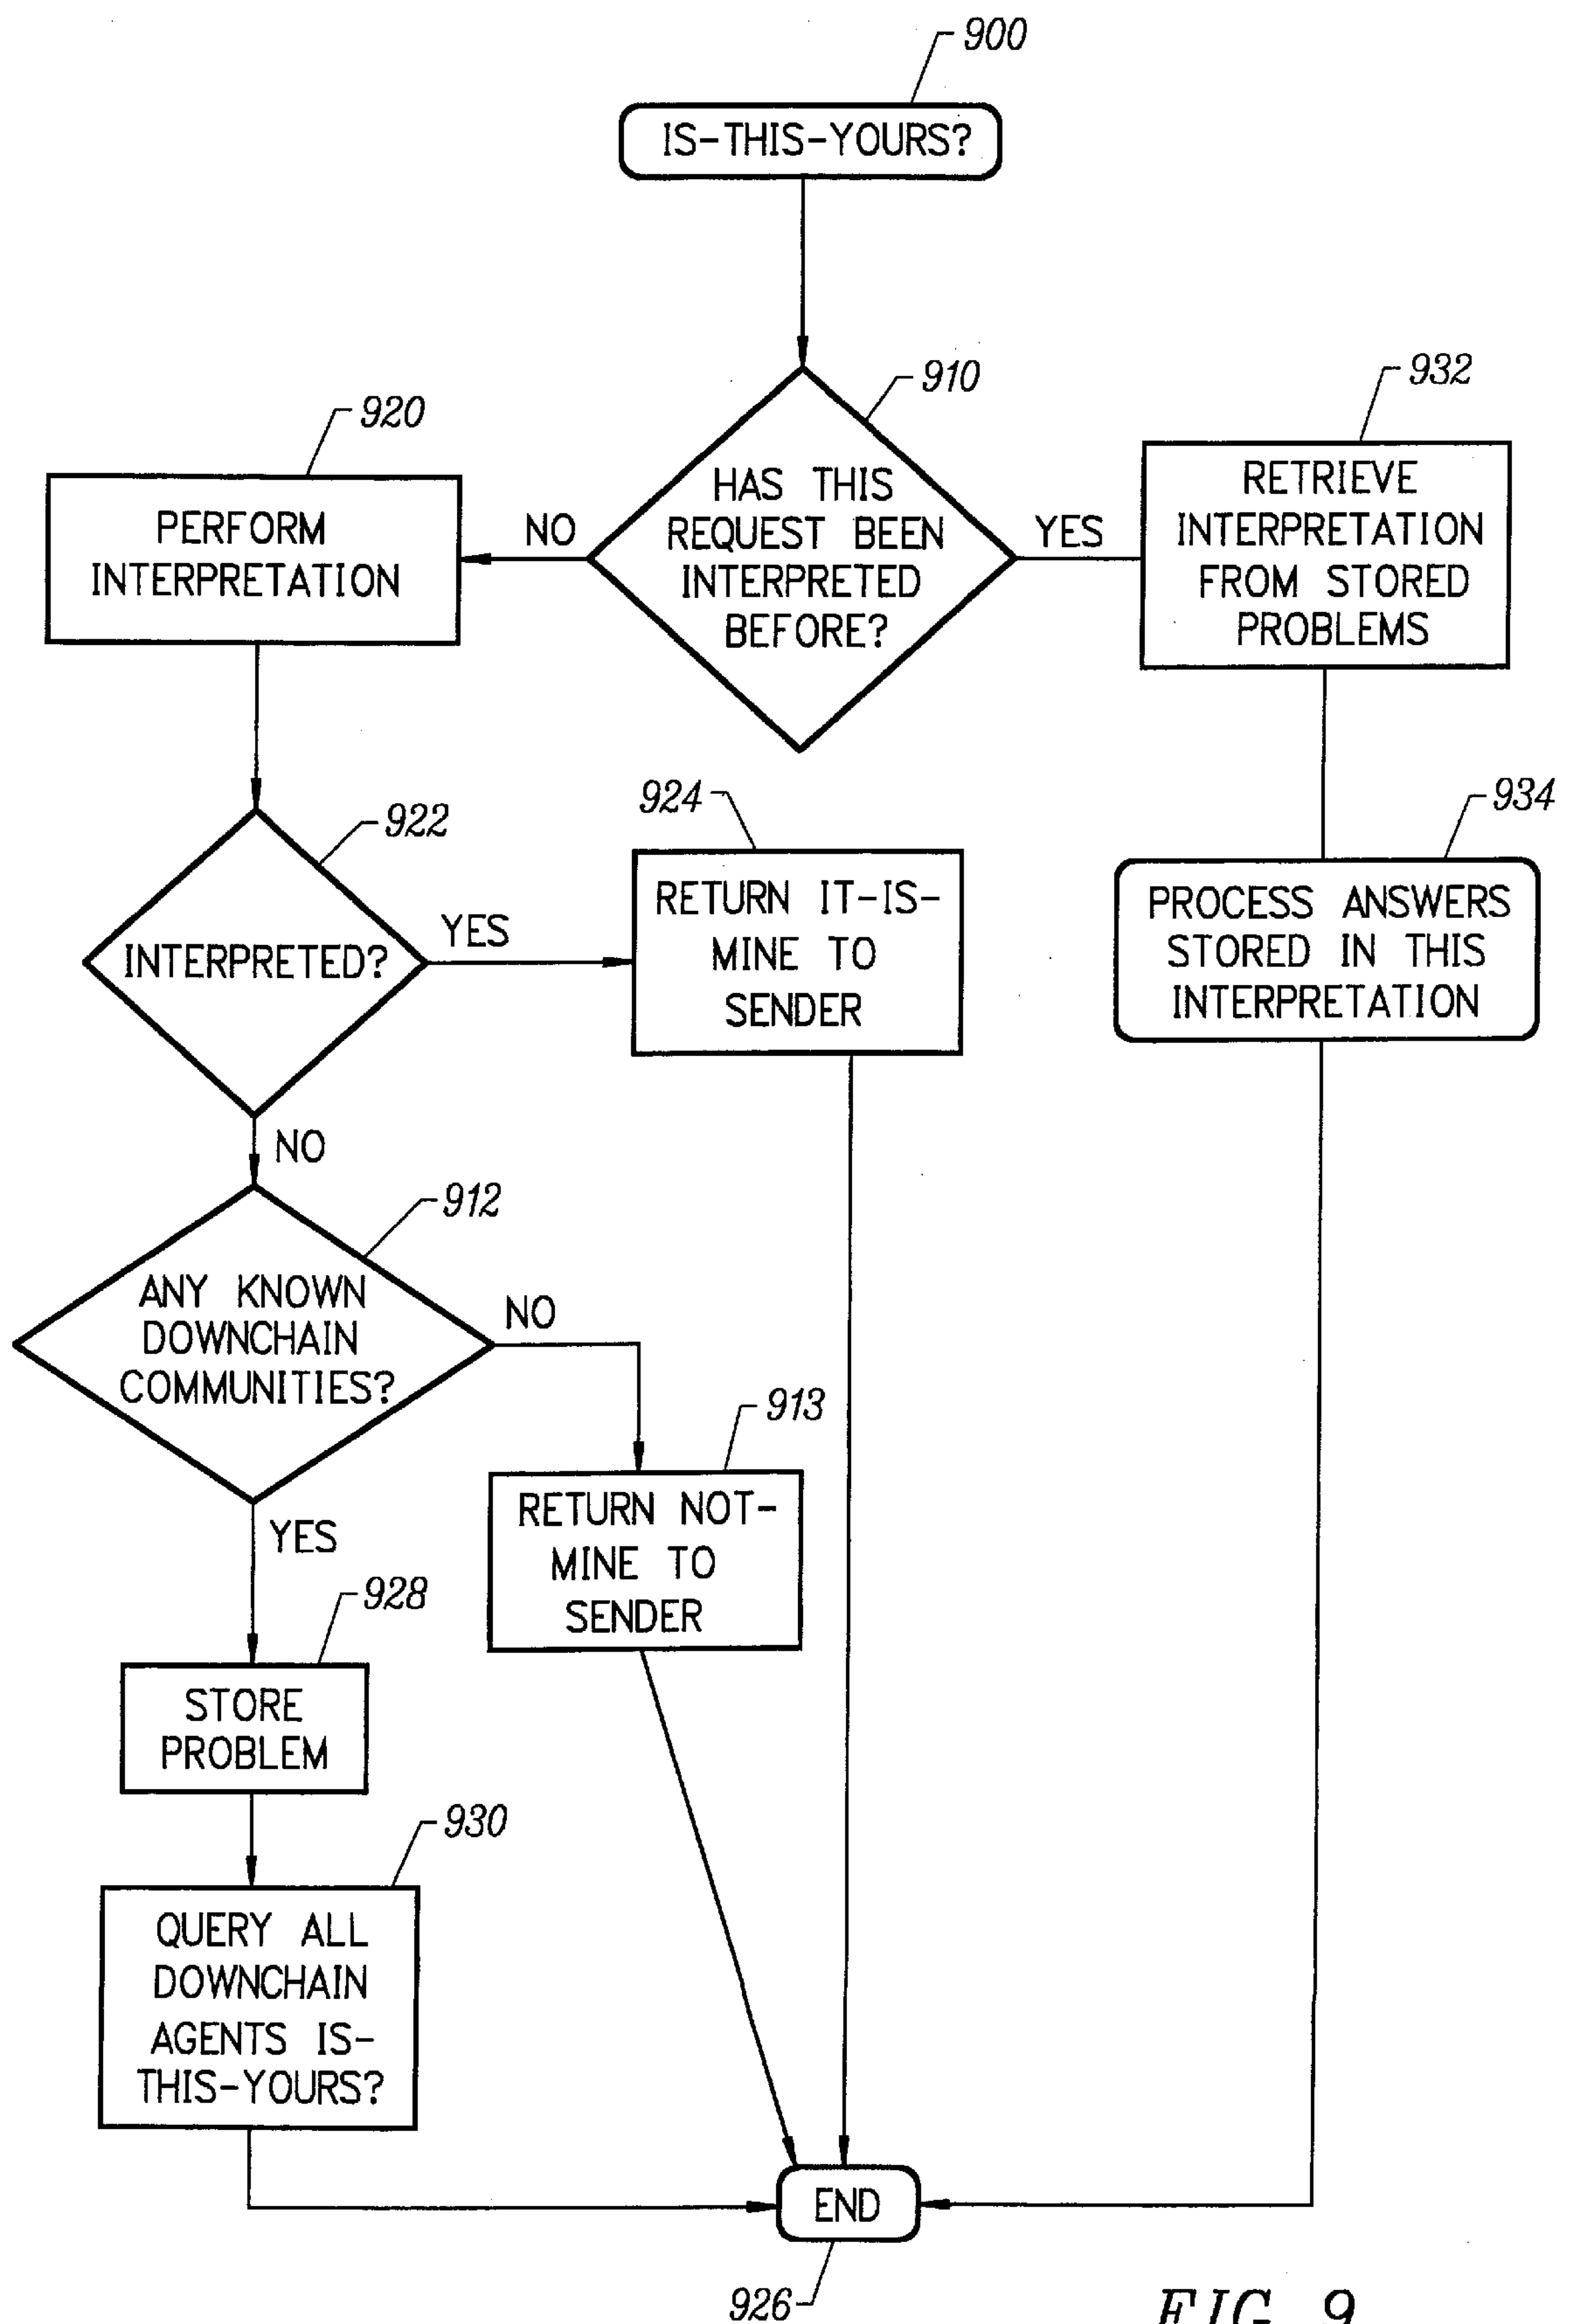 900
IS-THIS-YOURS?
910
932
920
HAS THIS
REQUEST BEEN
INTERPRETED
BEFORE?
NO
YES
PERFORM
INTERPRETATION
RETRIEVE
INTERPRETATION
FROM STORED
PROBLEMS
922
924
934
INTERPRETED?
YES
RETURN IT-IS-
MINE TO
SENDER
PROCESS ANSWERS
STORED IN THIS
INTERPRETATION
NO
912
ANY KNOWN
DOWNCHAIN
COMMUNITIES?
NO
913
RETURN NOT-
MINE TO
SENDER
YES
928
STORE
PROBLEM
930
QUERY ALL
DOWNCHAIN
AGENTS IS-
THIS-YOURS?
END
926
FIG. 9